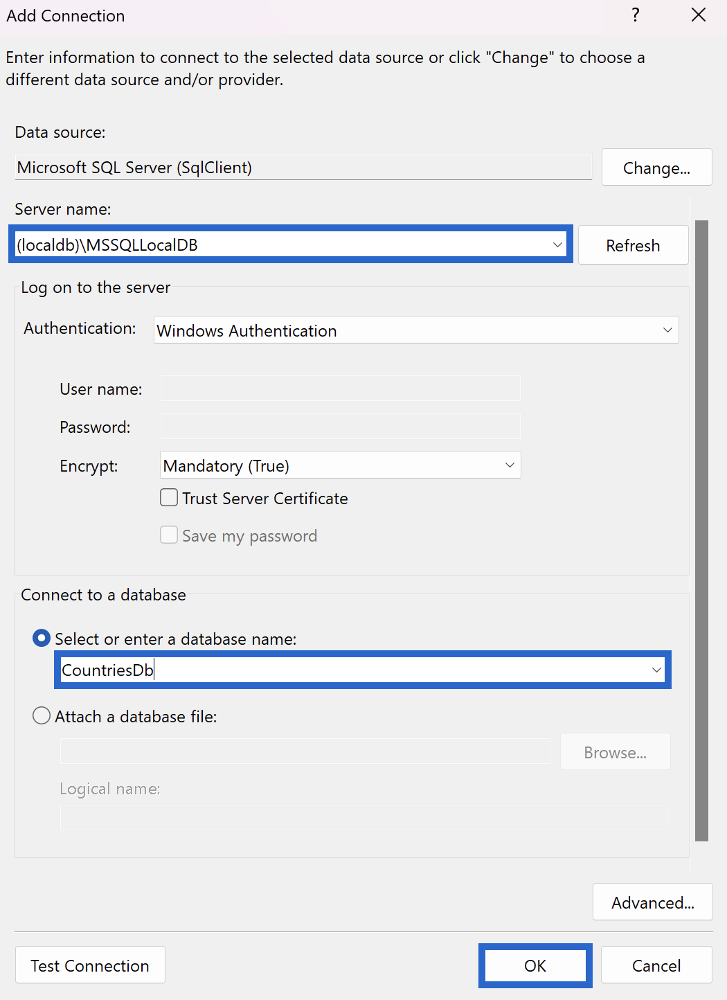 Add Connection
?
Enter information to connect to the selected data source or click "Change" to choose a
different data source and/or provider.
Data source:
Microsoft SQL Server (SqlClient)
Change...
Server name:
(localdb)\MSSQLLocalDB
Refresh
Log on to the server
Authentication:
Windows Authentication
User name:
Password:
Encrypt:
Mandatory (True)
Trust Server Certificate
Save my password
Connect to a database
Select or enter a database name:
CountriesDb
Attach a database file:
Browse...
Logical name:
Advanced...
Test Connection
OK
Cancel